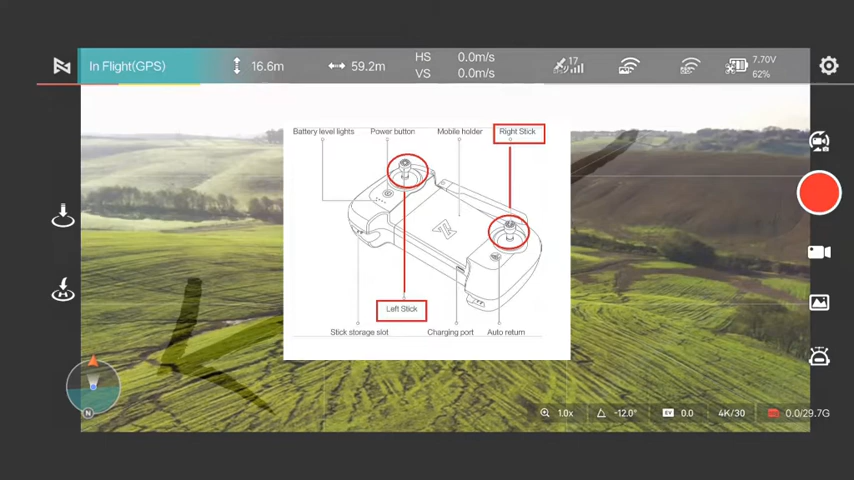 In Flight(GPS)
16.6m
59.2m
HS 0.0m/s
VS 0.0m/s
17
7.70V
62%
Battery level lights Power button Mobile holder Right Stick
Left Stick
Stick storage slot Charging port Auto return
H
N
1.0x -12.0° EV 0.0 4K/30 0.0/29.7G